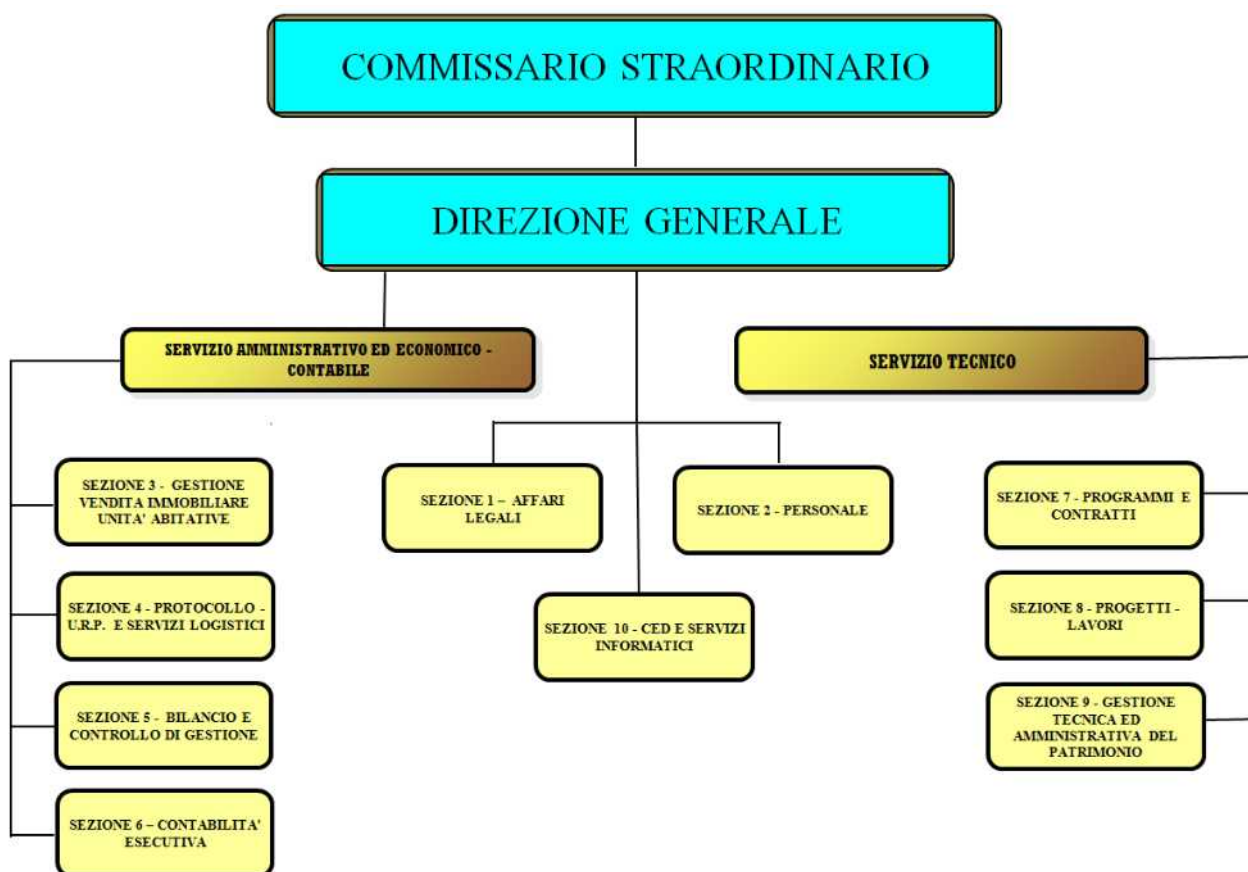 COMMISSARIO STRAORDINARIO
DIREZIONE GENERALE
SERVIZIO AMMINISTRATIVO ED ECONOMICO -
CONTABILE
SERVIZIO TECNICO
SEZIONE 3 - GESTIONE
VENDITA IMMOBILIARE
UNITA' ABITATIVE
SEZIONE 4 - PROTOCOLLO -
U.R.P. E SERVIZI LOGISTICI
SEZIONE 5 - BILANCIO E
CONTROLLO DI GESTIONE
SEZIONE 6 – CONTABILITA'
ESECUTIVA
SEZIONE 1 – AFFARI
LEGALI
SEZIONE 2 - PERSONALE
SEZIONE 10 - CED E SERVIZI
INFORMATICI
SEZIONE 7 - PROGRAMMI E
CONTRATTI
SEZIONE 8 - PROGETTI -
LAVORI
SEZIONE 9 - GESTIONE
TECNICA ED
AMMINISTRATIVA DEL
PATRIMONIO